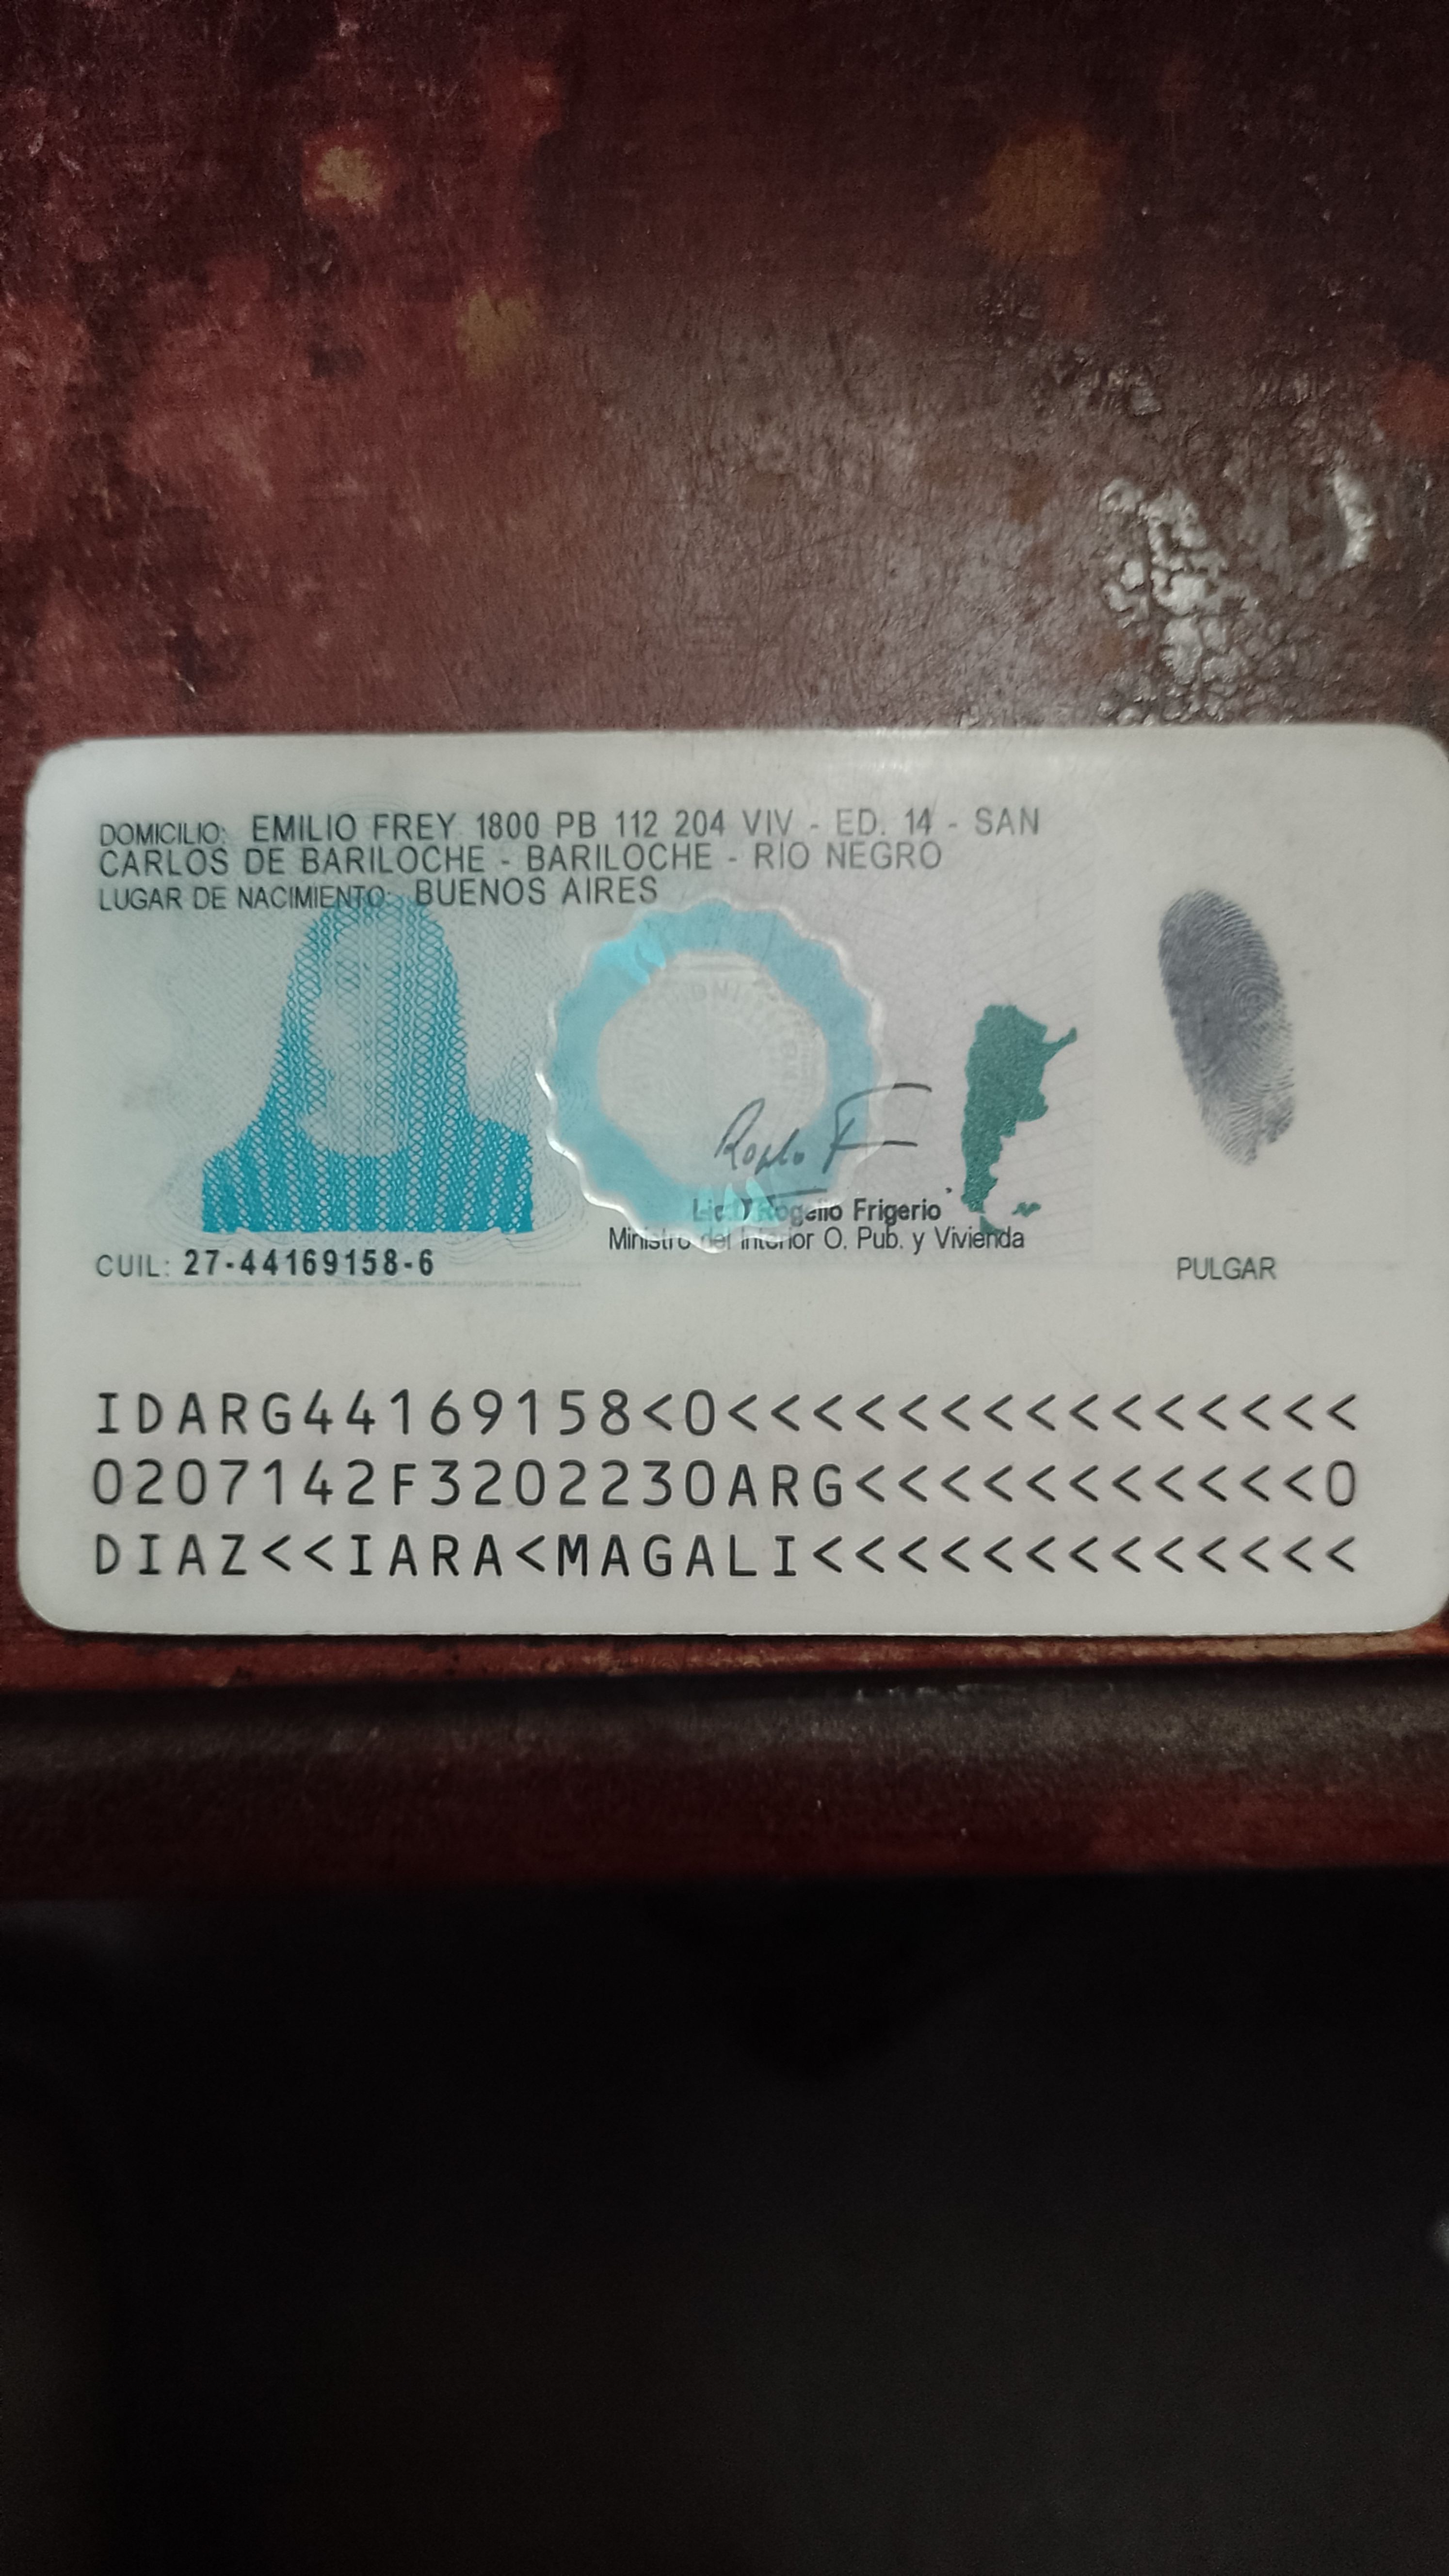 DOMICILIO: EMILIO FREY 1800 PB 112 204 VIV - ED. 14 - SAN
CARLOS DE BARILOCHE - BARILOCHE - RIO NEGRO
LUGAR DE NACIMIENTO: BUENOS AIRES
Rogelio Frigerio
Ministro del Interior O. Pub. y Vivienda
CUIL: 27-44169158-6
PULGAR
IDARG44169158<0<<<<<<<<<<<<<<<
0207142F3202230ARG<<<<<<<<<<<0
DIAZ<<IARA<MAGALI<<<<<<<<<<<<<